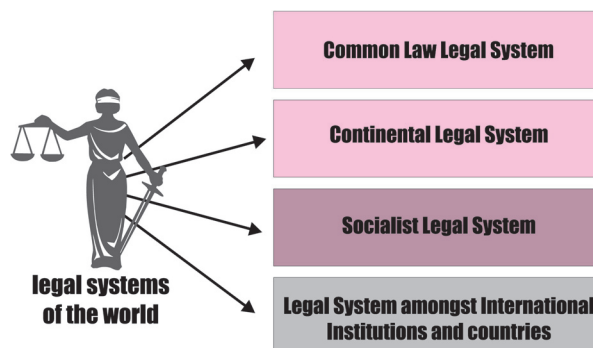 Common Law Legal System
Continental Legal System
Socialist Legal System
legal systems
of the world
Legal System amongst International
Institutions and countries